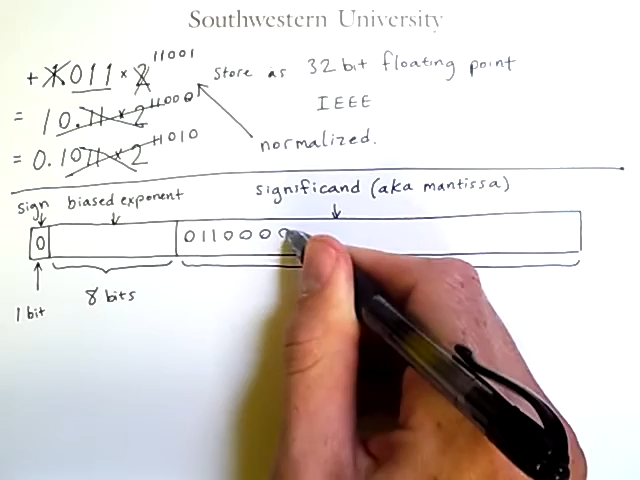 Southwestern University
+ 1.011 × 2^11001 Store as 32 bit floating point
= 10.11 × 2^11000 IEEE
= 0.1011 × 2^11010 normalized.
sign biased exponent significand (aka mantissa)
0 0110000
1 bit 8 bits